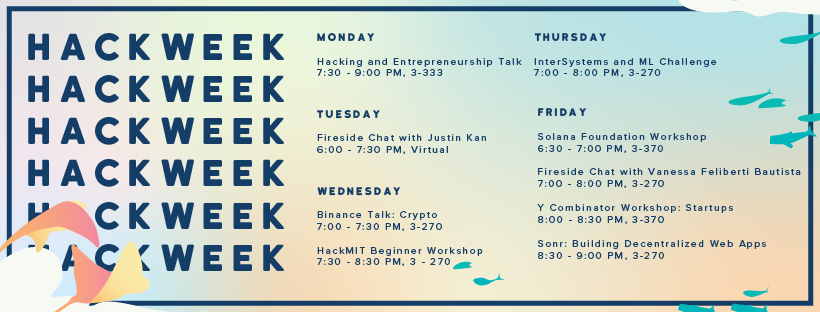 HACKWEEK
HACKWEEK
HACKWEEK
HACKWEEK
HACKWEEK
HACKWEEK
MONDAY
Hacking and Entrepreneurship Talk
7:30 - 9:00 PM, 3-333
TUESDAY
Fireside Chat with Justin Kan
6:00 - 7:30 PM, Virtual
WEDNESDAY
Binance Talk: Crypto
7:00 - 7:30 PM, 3-270
HackMIT Beginner Workshop
7:30 - 8:30 PM, 3 - 270
THURSDAY
InterSystems and ML Challenge
7:00 - 8:00 PM, 3-270
FRIDAY
Solana Foundation Workshop
6:30 - 7:00 PM, 3-370
Fireside Chat with Vanessa Feliberti Bautista
7:00 - 8:00 PM, 3-270
Y Combinator Workshop: Startups
8:00 - 8:30 PM, 3-370
Sonr: Building Decentralized Web Apps
8:30 - 9:00 PM, 3-270